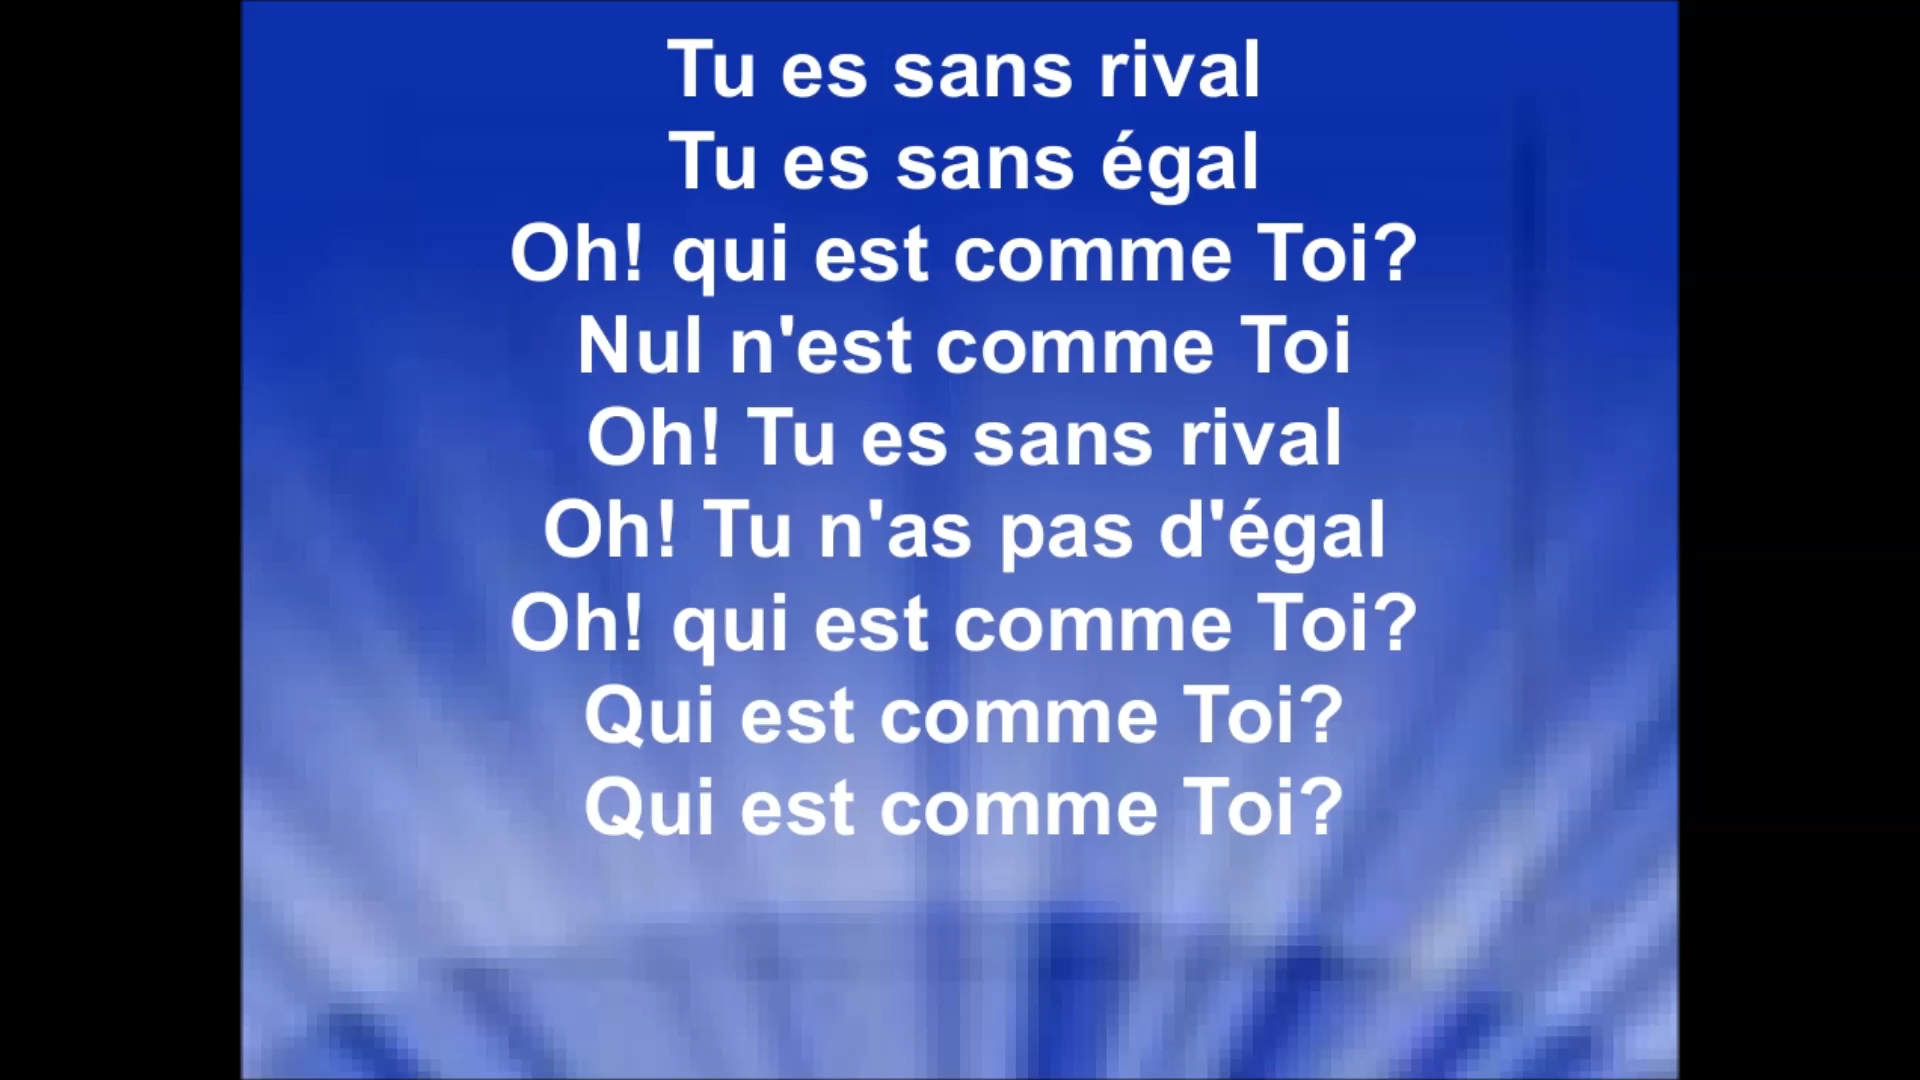 Tu es sans rival
Tu es sans égal
Oh! qui est comme Toi?
Nul n'est comme Toi
Oh! Tu es sans rival
Oh! Tu n'as pas d'égal
Oh! qui est comme Toi?
Qui est comme Toi?
Qui est comme Toi?